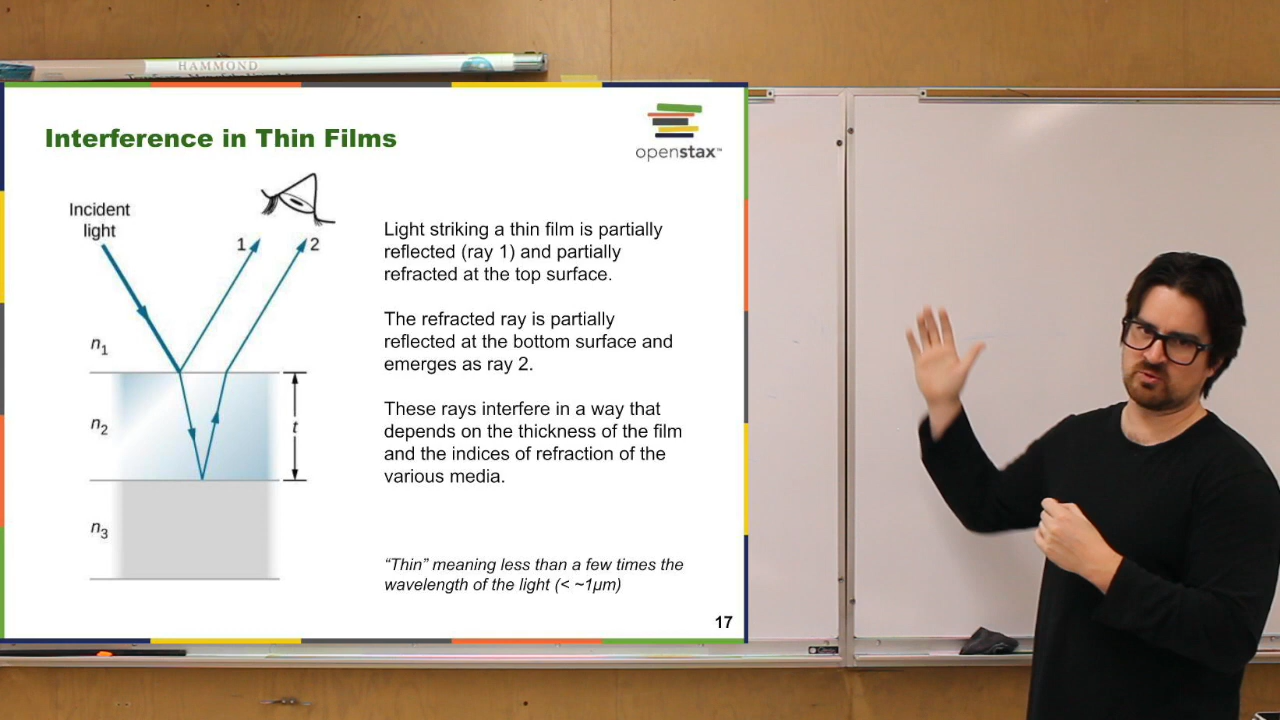 HAMMOND
Interference in Thin Films
openstax™
Incident
light
1
2
n1
n2
t
n3
Light striking a thin film is partially
reflected (ray 1) and partially
refracted at the top surface.
The refracted ray is partially
reflected at the bottom surface and
emerges as ray 2.
These rays interfere in a way that
depends on the thickness of the film
and the indices of refraction of the
various media.
“Thin” meaning less than a few times the
wavelength of the light (< ~1μm)
17